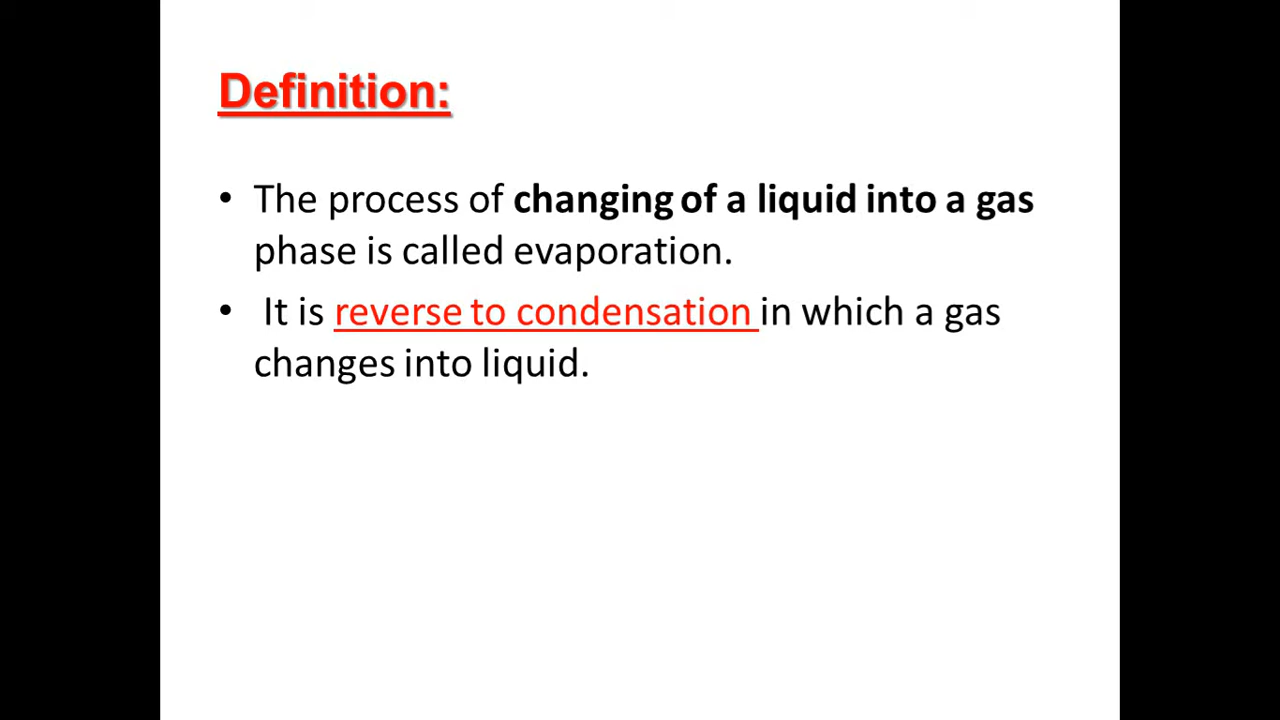 Definition:
• The process of changing of a liquid into a gas
phase is called evaporation.
• It is reverse to condensation in which a gas
changes into liquid.